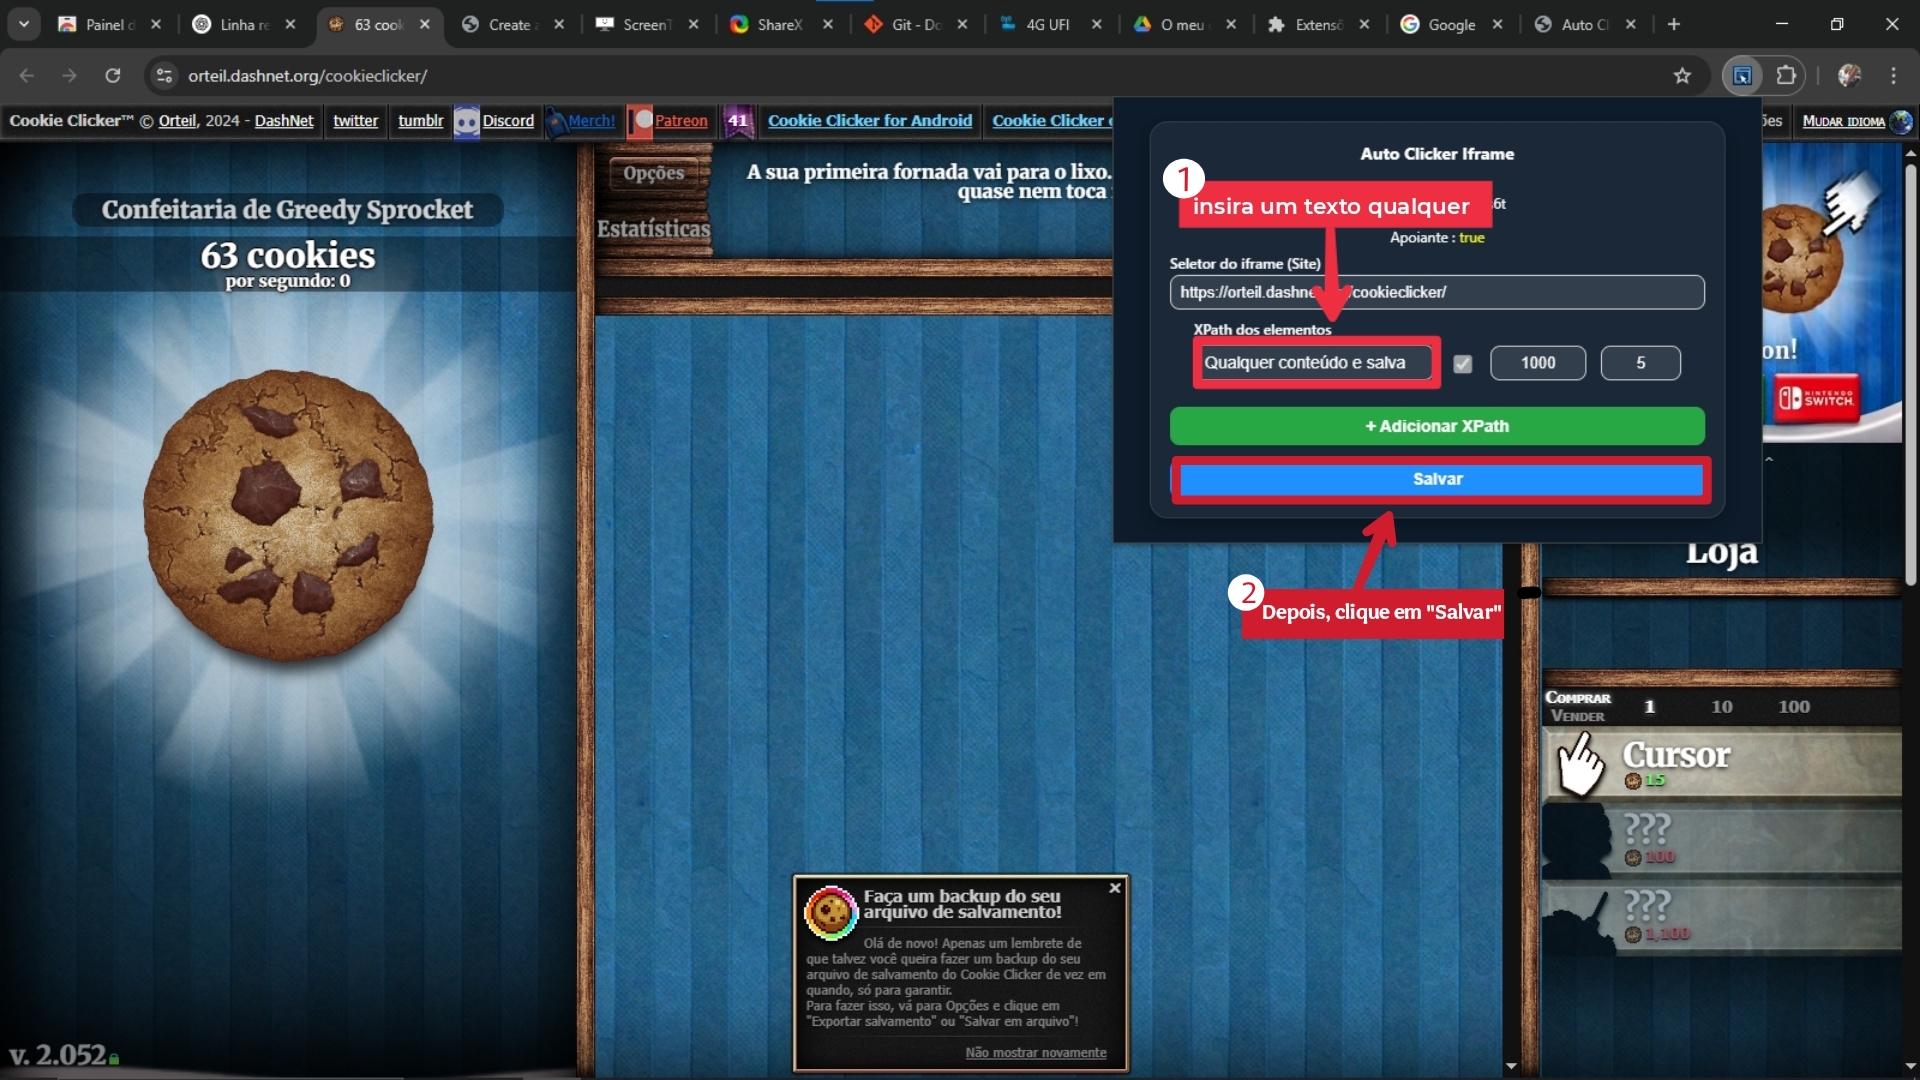 Painel d
Linha re
63 cook
Create a
ScreenT
ShareX
Git - Do
4G UFI
O meu
Extensõ
Google
Auto Cl
orteil.dashnet.org/cookieclicker/
Cookie Clicker™ © Orteil, 2024 - DashNet
twitter
tumblr
Discord
Merch!
Patreon
41
Cookie Clicker for Android
Cookie Clicker
ões
MUDAR IDIOMA
Confeitaria de Greedy Sprocket
63 cookies
por segundo: 0
v. 2.052
Opções
Estatísticas
A sua primeira fornada vai para o lixo.
quase nem toca
Auto Clicker Iframe
1
insira um texto qualquer
6t
Apoiante : true
Seletor do iframe (Site)
https://orteil.dashne /cookieclicker/
XPath dos elementos
Qualquer conteúdo e salva
1000
5
+ Adicionar XPath
Salvar
2
Depois, clique em "Salvar"
on!
NINTENDO
SWITCH
Loja
COMPRAR
VENDER
1
10
100
Cursor
15
???
100
???
1,100
Faça um backup do seu
arquivo de salvamento!
Olá de novo! Apenas um lembrete de
que talvez você queira fazer um backup do seu
arquivo de salvamento do Cookie Clicker de vez em
quando, só para garantir.
Para fazer isso, vá para Opções e clique em
"Exportar salvamento" ou "Salvar em arquivo"!
Não mostrar novamente